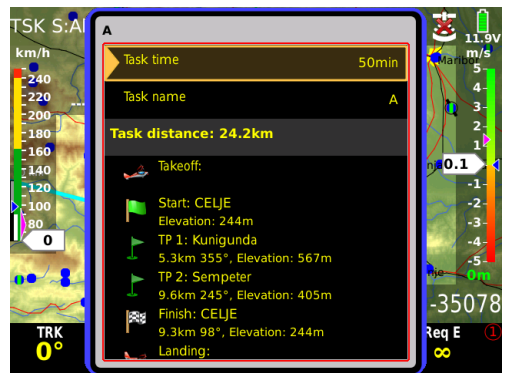 TSK S:A
A
11.9V
km/h
m/s
Task time 50min
Maribor
240
220
200
180
160
140
120
80
0
5
4
3
2
1
0.1
-1
-2
-3
-4
-5
0m
Task name A
Task distance: 24.2km
Takeoff:
Start: CELJE
Elevation: 244m
TP 1: Kunigunda
5.3km 355°, Elevation: 567m
TP 2: Sempeter
9.6km 245°, Elevation: 405m
Finish: CELJE
9.3km 98°, Elevation: 244m
Landing:
-35078
TRK
0°
Req E
1
∞